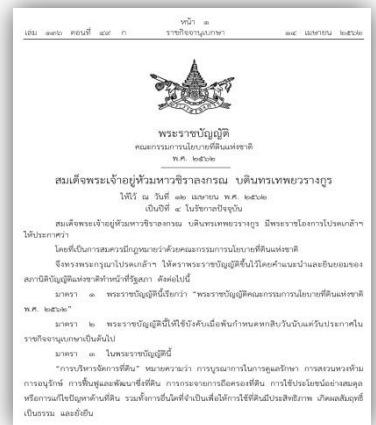 หน้า ๑
เล่ม ๑๓๖ ตอนที่ ๔๙ ก ราชกิจจานุเบกษา ๑๔ เมษายน ๒๕๖๒
พระราชบัญญัติ
คณะกรรมการนโยบายที่ดินแห่งชาติ
พ.ศ. ๒๕๖๒
สมเด็จพระเจ้าอยู่หัวมหาวชิราลงกรณ บดินทรเทพยวรางกูร
ให้ไว้ ณ วันที่ ๑๒ เมษายน พ.ศ. ๒๕๖๒
เป็นปีที่ ๔ ในรัชกาลปัจจุบัน
สมเด็จพระเจ้าอยู่หัวมหาวชิราลงกรณ บดินทรเทพยวรางกูร มีพระราชโองการโปรดเกล้าฯ
ให้ประกาศว่า
โดยที่เป็นการสมควรมีกฎหมายว่าด้วยคณะกรรมการนโยบายที่ดินแห่งชาติ
จึงทรงพระกรุณาโปรดเกล้าฯ ให้ตราพระราชบัญญัติขึ้นไว้โดยคำแนะนำและยินยอมของ
สภานิติบัญญัติแห่งชาติทำหน้าที่รัฐสภา ดังต่อไปนี้
มาตรา ๑ พระราชบัญญัตินี้เรียกว่า “พระราชบัญญัติคณะกรรมการนโยบายที่ดินแห่งชาติ
พ.ศ. ๒๕๖๒”
มาตรา ๒ พระราชบัญญัตินี้ให้ใช้บังคับเมื่อพ้นกำหนดหกสิบวันนับแต่วันประกาศใน
ราชกิจจานุเบกษาเป็นต้นไป
มาตรา ๓ ในพระราชบัญญัตินี้
“การบริหารจัดการที่ดิน” หมายความว่า การบูรณาการในการดูแลรักษา การสงวนหวงห้าม
การอนุรักษ์ การฟื้นฟูและพัฒนาซึ่งที่ดิน การกระจายการถือครองที่ดิน การใช้ประโยชน์อย่างสมดุล
หรือการแก้ไขปัญหาด้านที่ดิน รวมทั้งการอื่นใดที่จำเป็นเพื่อให้การใช้ที่ดินมีประสิทธิภาพ เกิดผลสัมฤทธิ์
เป็นธรรม และยั่งยืน